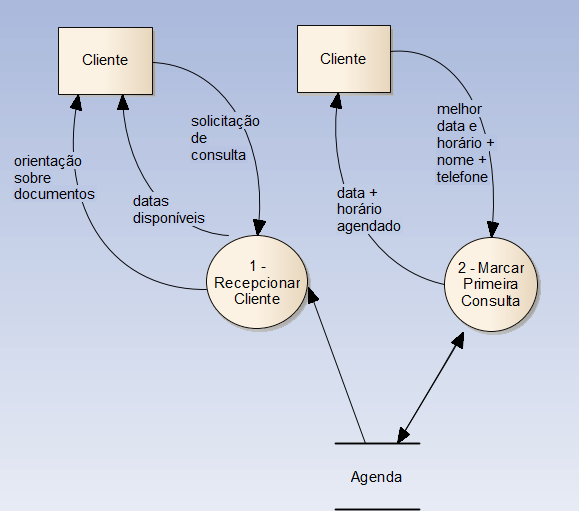 Cliente
Cliente
solicitação
de
consulta
melhor
data e
horário +
nome +
telefone
orientação
sobre
documentos
datas
disponíveis
data +
horário
agendado
1 -
Recepcionar
Cliente
2 - Marcar
Primeira
Consulta
Agenda